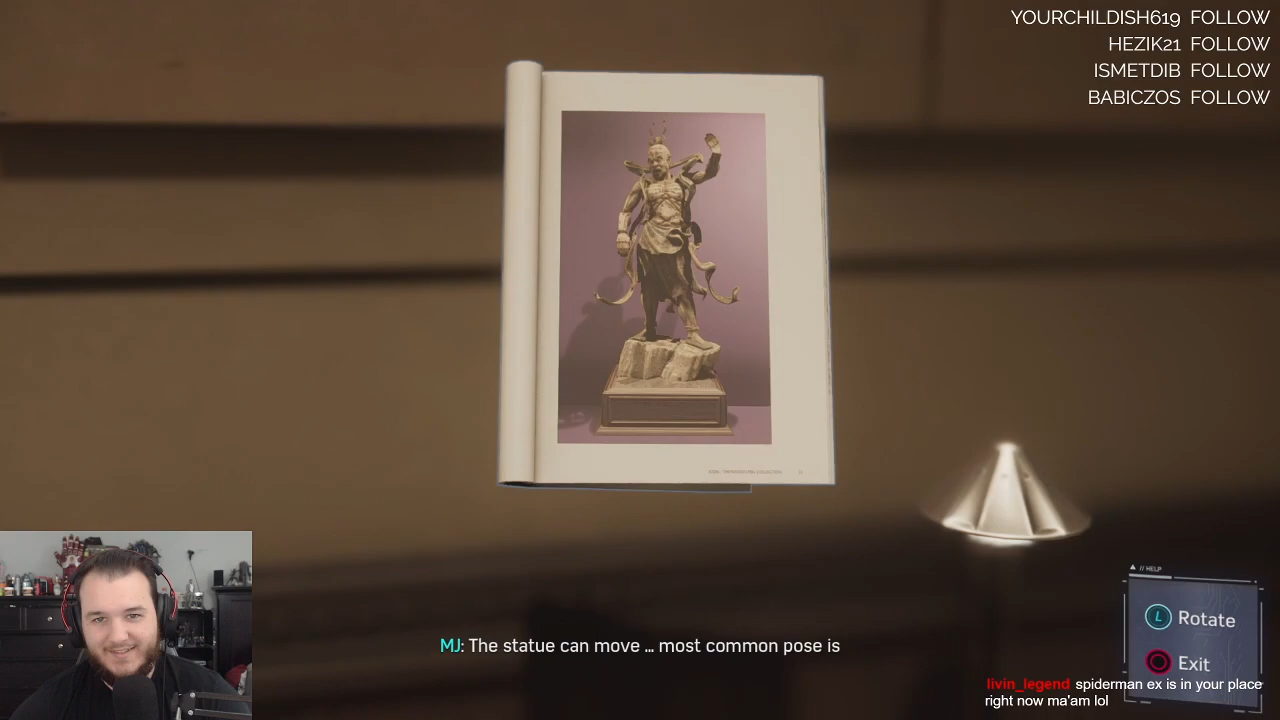 YOURCHILDISH619 FOLLOW
HEZIK21 FOLLOW
ISMETDIB FOLLOW
BABICZOS FOLLOW
MJ: The statue can move ... most common pose is
// HELP
L Rotate
Exit
livin_legend spiderman ex is in your place
right now ma'am lol